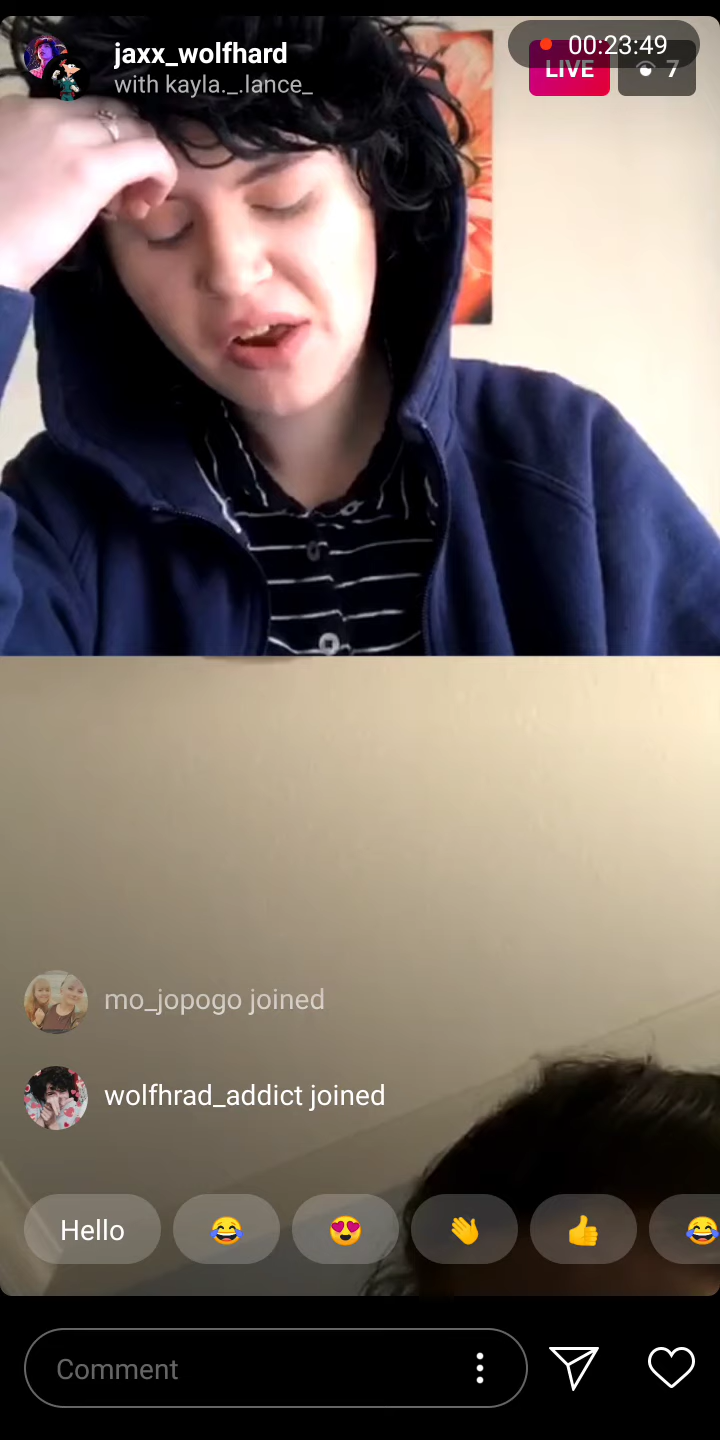 jaxx_wolfhard
with kayla._.lance_
00:23:49
LIVE
7
mo_jopogo joined
wolfhrad_addict joined
Hello
Comment